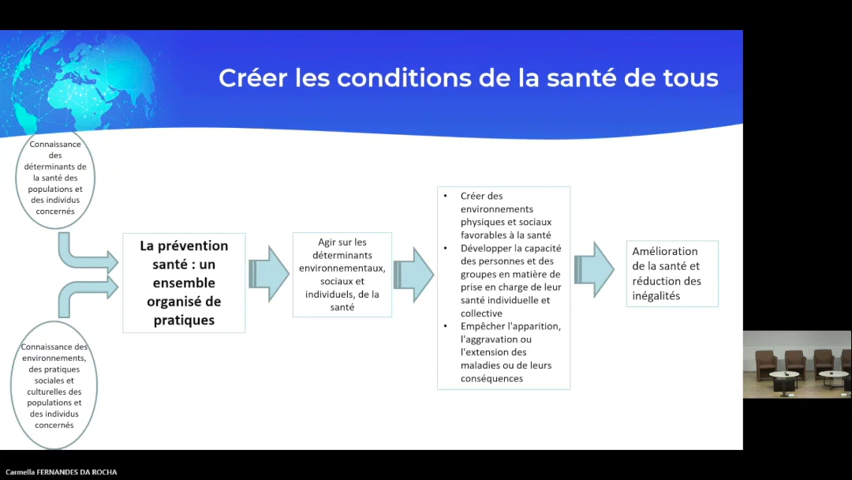 Créer les conditions de la santé de tous
Connaissance
des
déterminants de
la santé des
populations et
des individus
concernés
La prévention
santé : un
ensemble
organisé de
pratiques
Connaissance des
environnements,
des pratiques
sociales et
culturelles des
populations et
des individus
concernés
Agir sur les
déterminants
environnementaux,
sociaux et
individuels, de la
santé
• Créer des
environnements
physiques et sociaux
favorables à la santé
• Développer la capacité
des personnes et des
groupes en matière de
prise en charge de leur
santé individuelle et
collective
• Empêcher l'apparition,
l'aggravation ou
l'extension des
maladies ou de leurs
conséquences
Amélioration
de la santé et
réduction des
inégalités
Carmella FERNANDES DA ROCHA